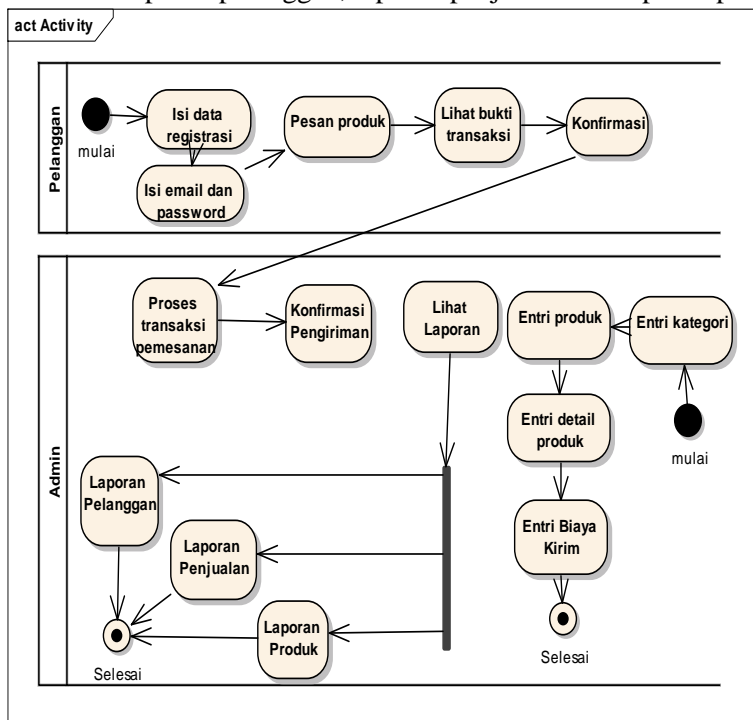 act Activity
Pelanggan
mulai
Isi data
registrasi
Isi email dan
password
Pesan produk
Lihat bukti
transaksi
Konfirmasi
Admin
Proses
transaksi
pemesanan
Konfirmasi
Pengiriman
Lihat
Laporan
Entri produk
Entri kategori
Entri detail
produk
mulai
Laporan
Pelanggan
Entri Biaya
Kirim
Laporan
Penjualan
Laporan
Produk
Selesai
Selesai